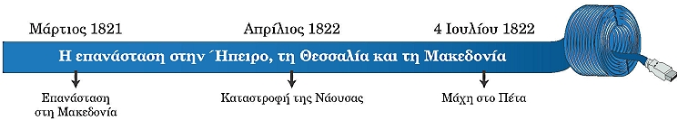 Μάρτιος 1821 Απρίλιος 1822 4 Ιουλίου 1822
Η επανάσταση στην Ήπειρο, τη Θεσσαλία και τη Μακεδονία
Επανάσταση Καταστροφή της Νάουσας Μάχη στο Πέτα
στη Μακεδονία